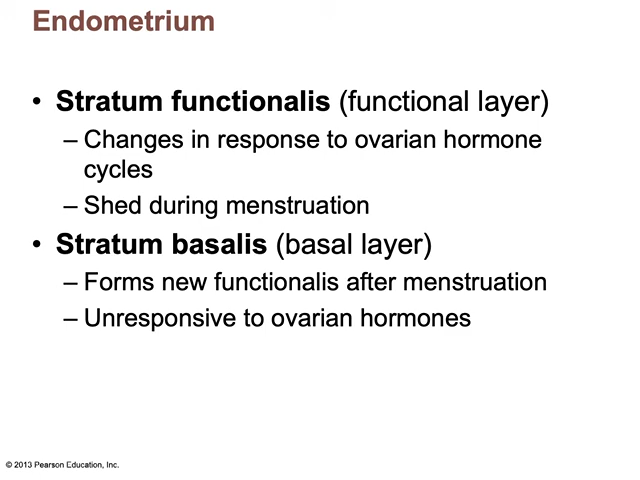 Endometrium
• Stratum functionalis (functional layer)
– Changes in response to ovarian hormone
cycles
– Shed during menstruation
• Stratum basalis (basal layer)
– Forms new functionalis after menstruation
– Unresponsive to ovarian hormones
© 2013 Pearson Education, Inc.